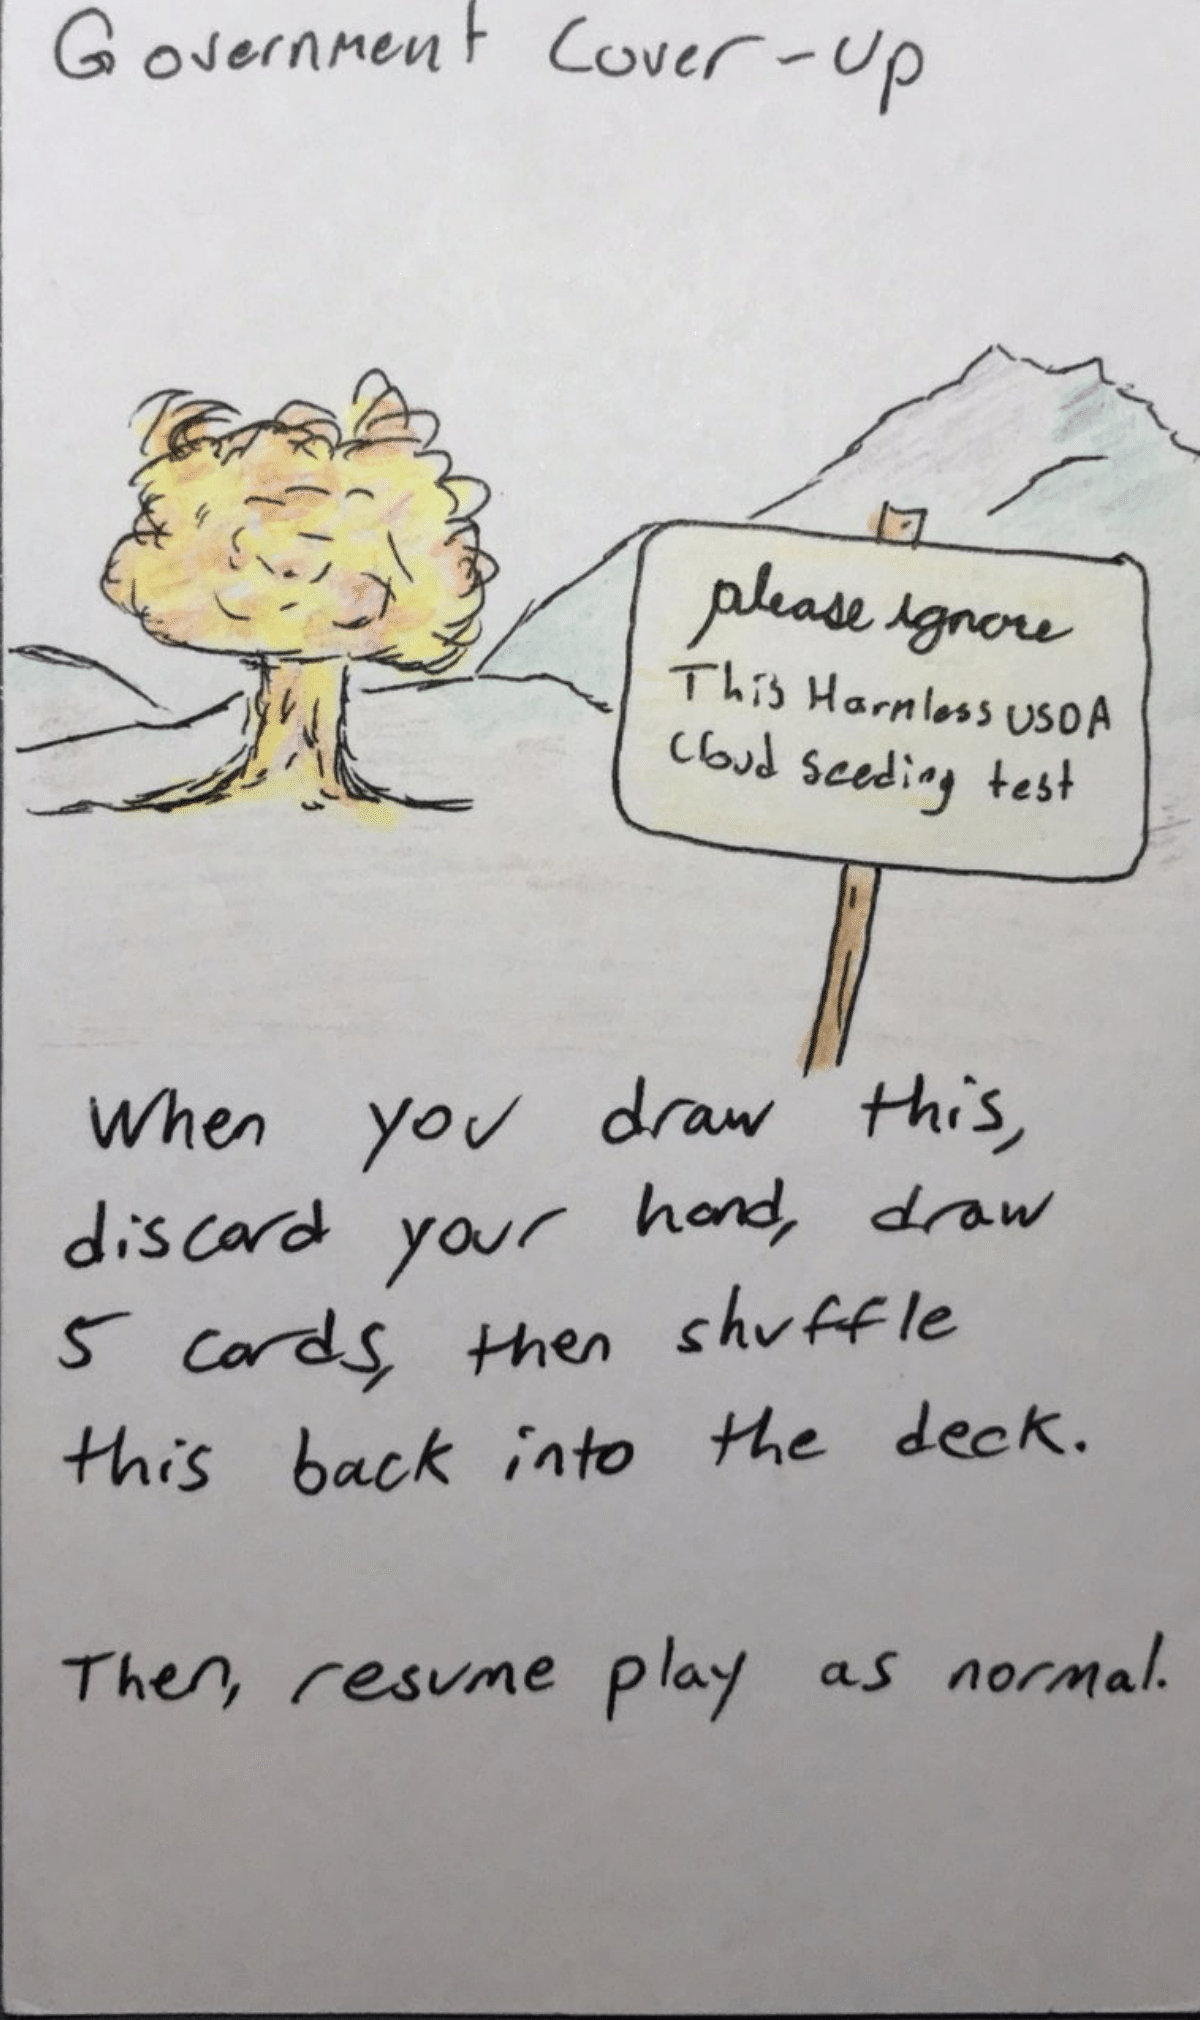 Government Cover-Up
please ignore
This Harmless USDA
Cloud Seeding test
When you draw this,
discard your hand, draw
5 cards, then shuffle
this back into the deck.
Then, resume play as normal.